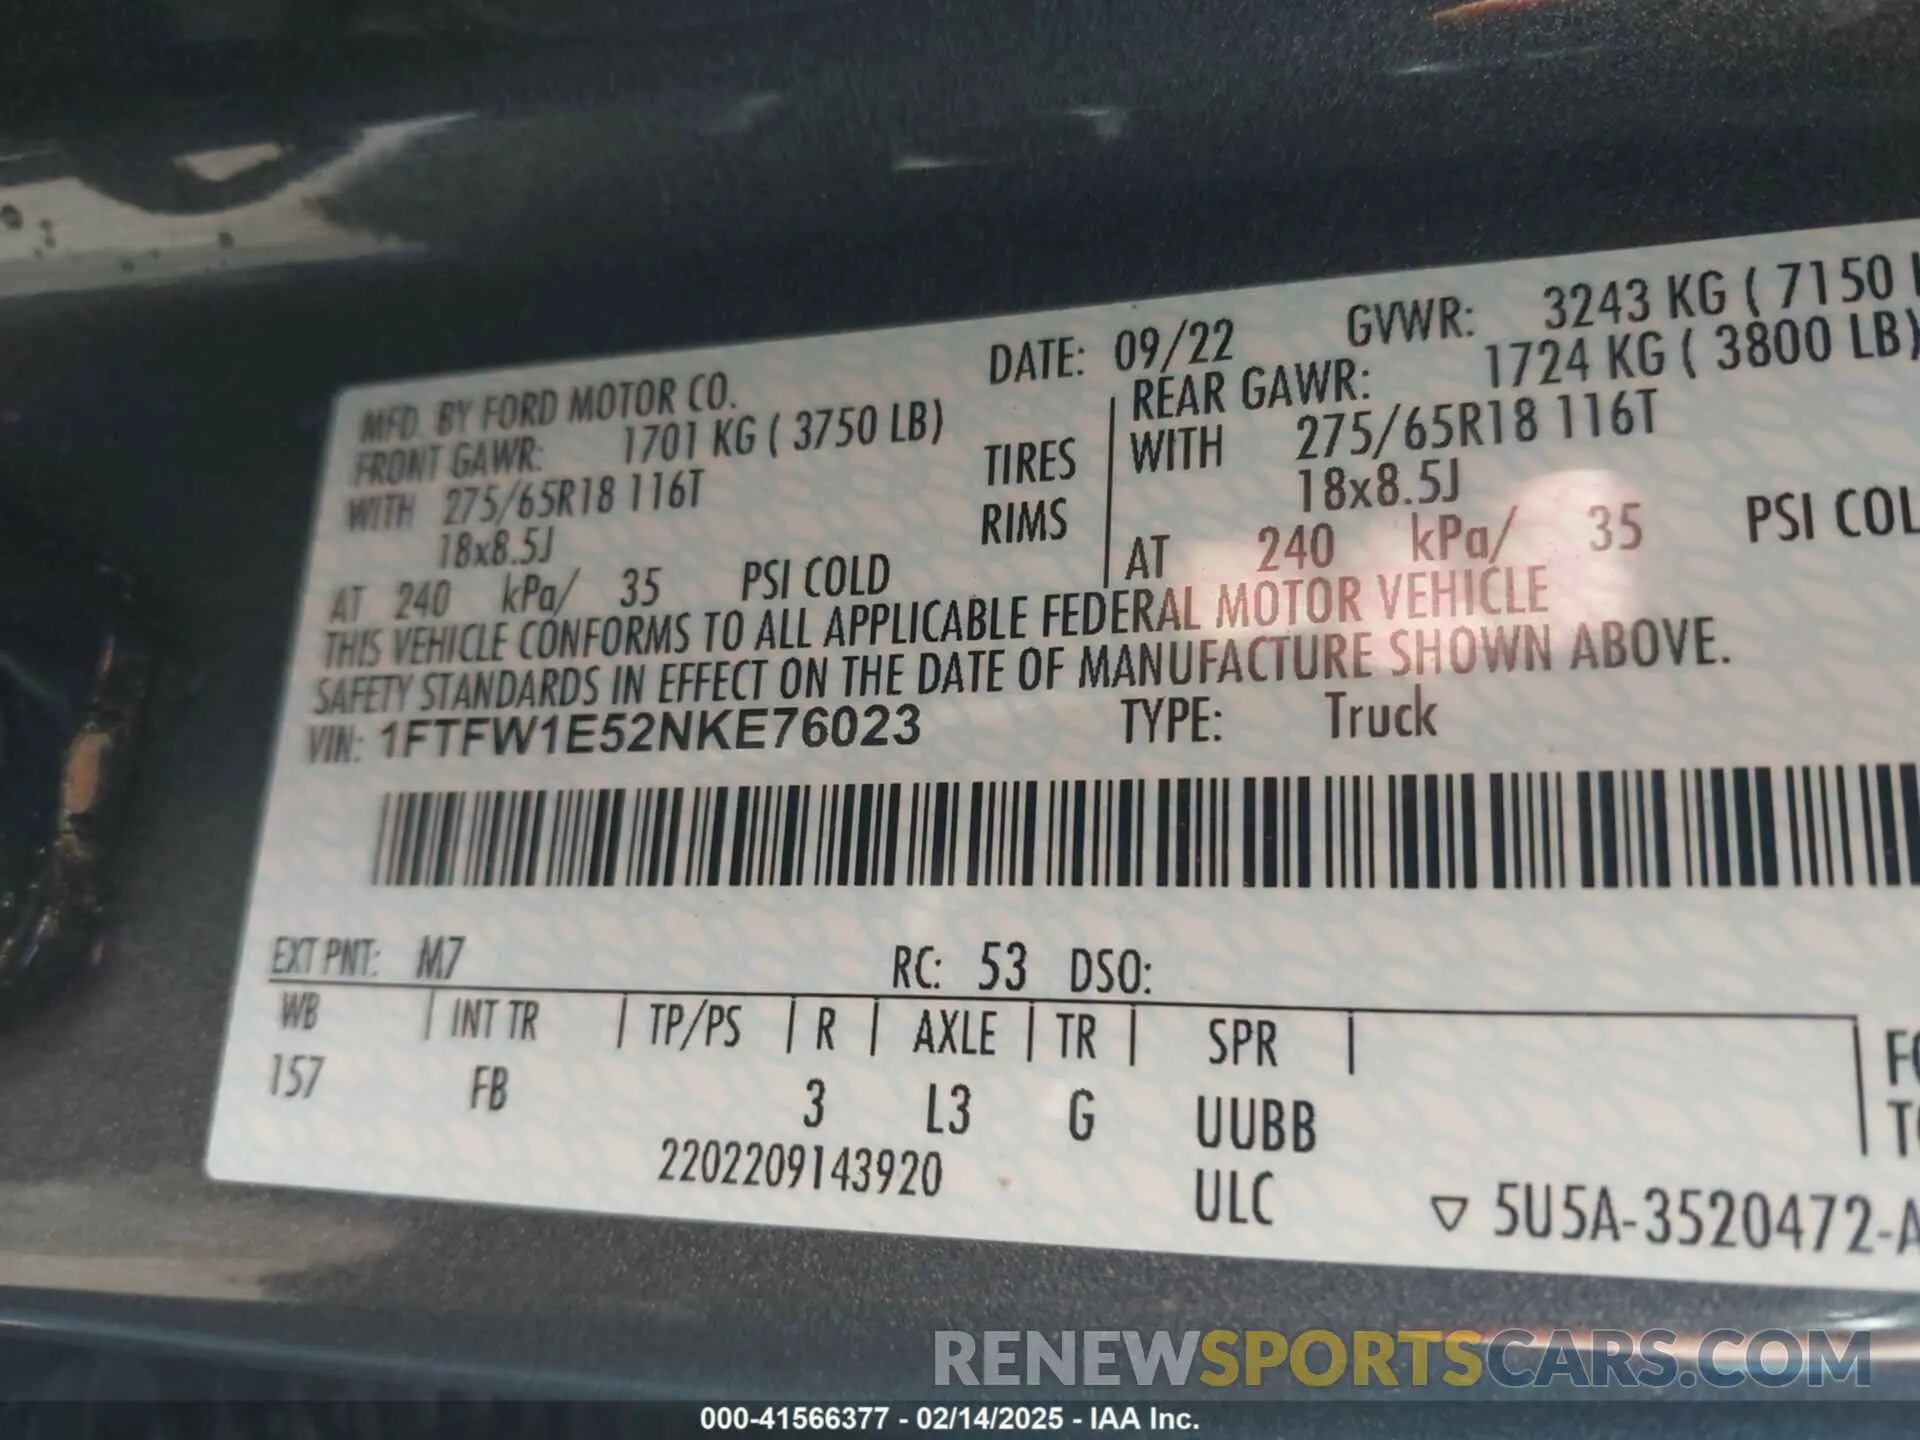 MFD. BY FORD MOTOR CO. DATE: 09/22 GVWR: 3243 KG ( 7150
FRONT GAWR: 1701 KG ( 3750 LB) REAR GAWR: 1724 KG ( 3800 LB)
WITH 275/65R18 116T TIRES WITH 275/65R18 116T
18x8.5J RIMS 18x8.5J
AT 240 kPa/ 35 PSI COLD AT 240 kPa/ 35 PSI COL
THIS VEHICLE CONFORMS TO ALL APPLICABLE FEDERAL MOTOR VEHICLE
SAFETY STANDARDS IN EFFECT ON THE DATE OF MANUFACTURE SHOWN ABOVE.
VIN: 1FTFW1E52NKE76023 TYPE: Truck
EXT PNT: M7 RC: 53 DSO:
WB | INT TR | TP/PS | R | AXLE | TR | SPR |
157 FB 3 L3 G UUBB
2202209143920 ULC ▽ 5U5A-3520472-A
RENEWSPORTSCARS.COM
000-41566377 - 02/14/2025 - IAA Inc.